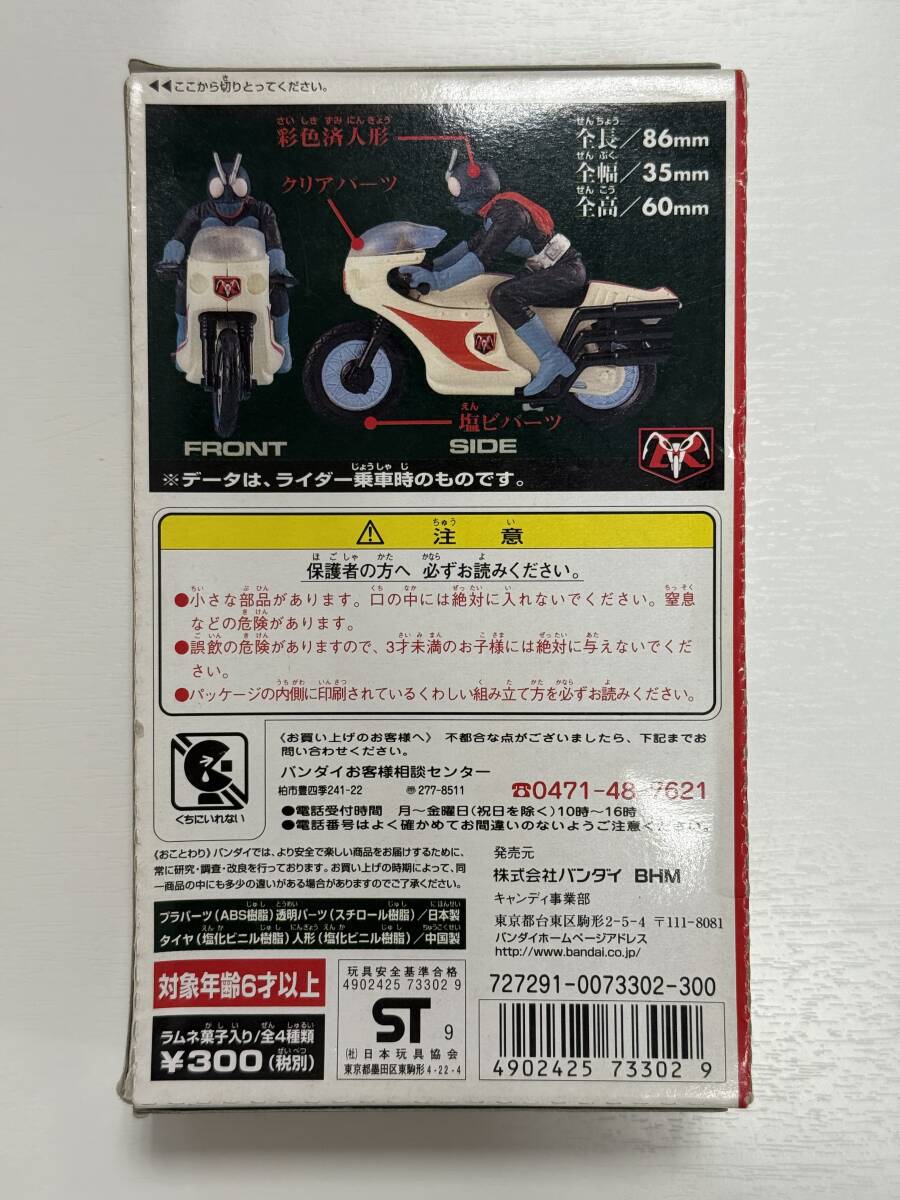 ◀◀ここから切りとってください。
彩色済人形
クリアパーツ
全長/86mm
全幅/35mm
全高/60mm
塩ビパーツ
FRONT
SIDE
※データは、ライダー乗車時のものです。
⚠ 注意
保護者の方へ 必ずお読みください。
●小さな部品があります。口の中には絶対に入れないでください。窒息
などの危険があります。
●誤飲の危険がありますので、3才未満のお子様には絶対に与えないでくだ
さい。
●パッケージの内側に印刷されているくわしい組み立て方を必ずお読みください。
くちにいれない
〈お買い上げのお客様へ〉 不都合な点がございましたら、下記までお
問い合わせください。
バンダイお客様相談センター
柏市豊四季241-22 〠277-8511 ☎0471-48-7621
●電話受付時間 月〜金曜日(祝日を除く)10時〜16時
●電話番号はよく確かめてお間違いのないようご注意ください。
《おことわり》バンダイでは、より安全で楽しい商品をお届けするために、
常に研究・調査・改良を行っております。お買い上げの時期によって、同
一商品の中にも多少の違いがある場合がありますのでご了承ください。
プラパーツ(ABS樹脂)透明パーツ(スチロール樹脂)/日本製
タイヤ(塩化ビニル樹脂)人形(塩化ビニル樹脂)/中国製
発売元
株式会社バンダイ BHM
キャンディ事業部
東京都台東区駒形2-5-4 〒111-8081
バンダイホームページアドレス
http://www.bandai.co.jp/
対象年齢6才以上
ラムネ菓子入り/全4種類
¥300(税別)
玩具安全基準合格
4902425 73302 9
ST 9
(社)日本玩具協会
東京都墨田区東駒形4-22-4
727291-0073302-300
4902425 733029